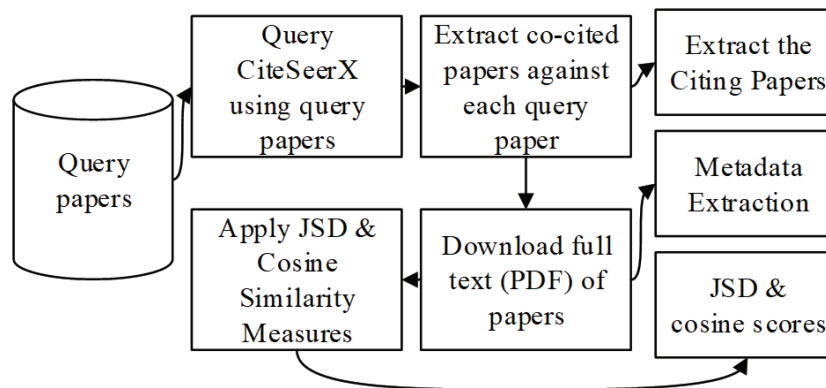 Query
papers
Query
CiteSeerX
using query
papers
Extract co-cited
papers against
each query
paper
Extract the
Citing Papers
Metadata
Extraction
Download full
text (PDF) of
papers
Apply JSD &
Cosine
Similarity
Measures
JSD &
cosine scores